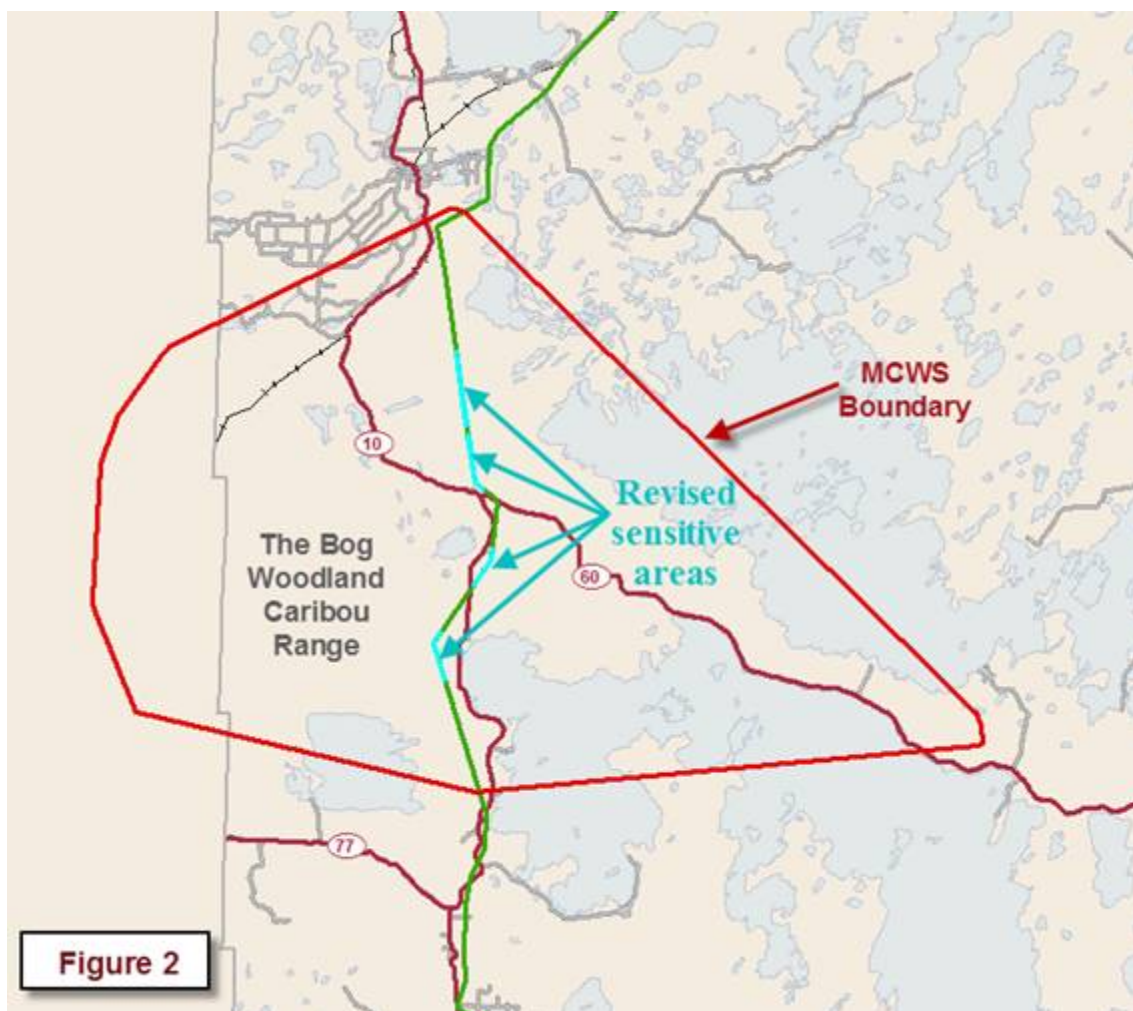 MCWS
Boundary
10
Revised
sensitive
areas
The Bog
Woodland
Caribou
Range
60
77
Figure 2